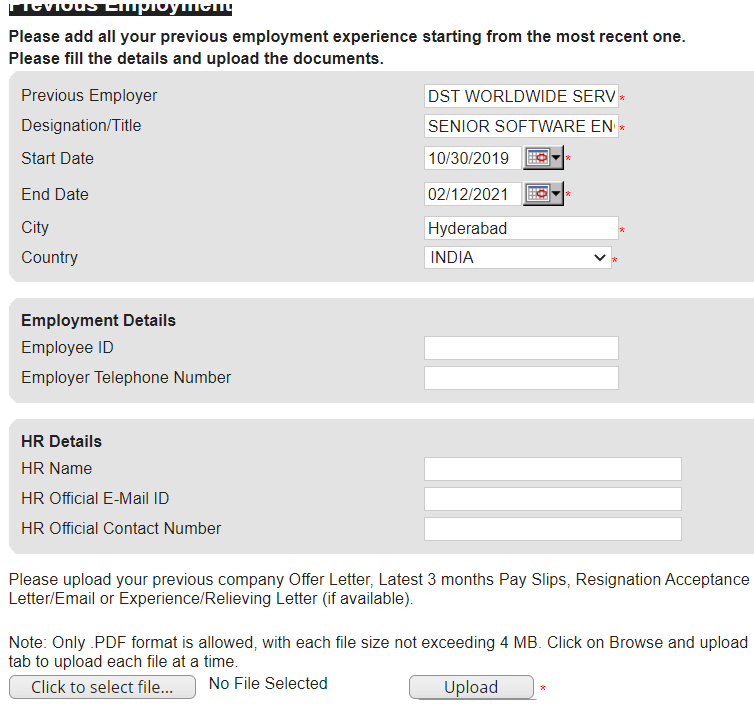 Previous Employment
Please add all your previous employment experience starting from the most recent one.
Please fill the details and upload the documents.
Previous Employer DST WORLDWIDE SERV *
Designation/Title SENIOR SOFTWARE EN *
Start Date 10/30/2019 *
End Date 02/12/2021 *
City Hyderabad *
Country INDIA *
Employment Details
Employee ID
Employer Telephone Number
HR Details
HR Name
HR Official E-Mail ID
HR Official Contact Number
Please upload your previous company Offer Letter, Latest 3 months Pay Slips, Resignation Acceptance
Letter/Email or Experience/Relieving Letter (if available).
Note: Only .PDF format is allowed, with each file size not exceeding 4 MB. Click on Browse and upload
tab to upload each file at a time.
Click to select file... No File Selected Upload *